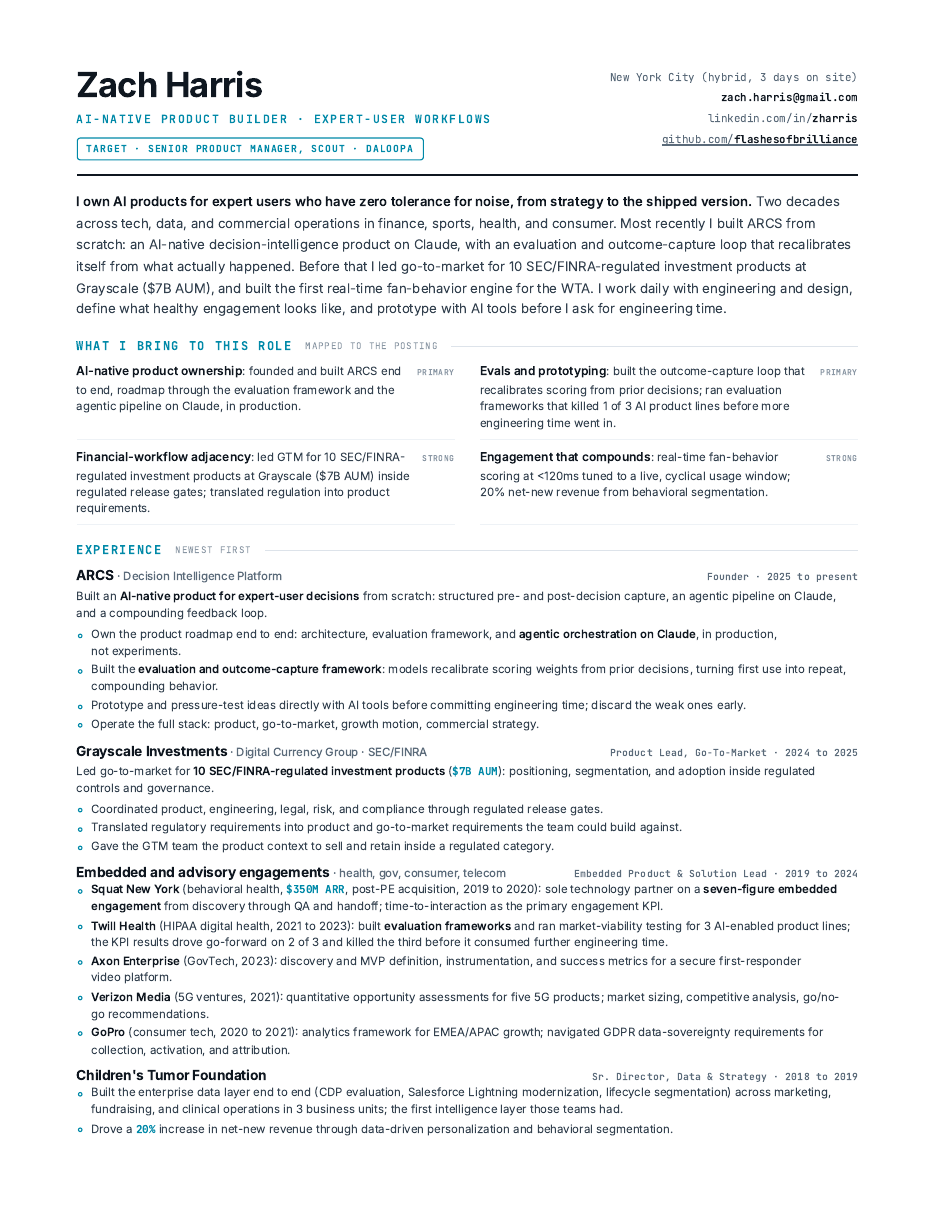 Zach Harris
AI-NATIVE PRODUCT BUILDER · EXPERT-USER WORKFLOWS
TARGET · SENIOR PRODUCT MANAGER, SCOUT · DALOOPA
New York City (hybrid, 3 days on site)
zach.harris@gmail.com
linkedin.com/in/zharris
github.com/flashesofbrilliance
I own AI products for expert users who have zero tolerance for noise, from strategy to the shipped version. Two decades
across tech, data, and commercial operations in finance, sports, health, and consumer. Most recently I built ARCS from
scratch: an AI-native decision-intelligence product on Claude, with an evaluation and outcome-capture loop that recalibrates
itself from what actually happened. Before that I led go-to-market for 10 SEC/FINRA-regulated investment products at
Grayscale ($7B AUM), and built the first real-time fan-behavior engine for the WTA. I work daily with engineering and design,
define what healthy engagement looks like, and prototype with AI tools before I ask for engineering time.
WHAT I BRING TO THIS ROLE MAPPED TO THE POSTING
AI-native product ownership: founded and built ARCS end PRIMARY
to end, roadmap through the evaluation framework and the
agentic pipeline on Claude, in production.
Evals and prototyping: built the outcome-capture loop that PRIMARY
recalibrates scoring from prior decisions; ran evaluation
frameworks that killed 1 of 3 AI product lines before more
engineering time went in.
Financial-workflow adjacency: led GTM for 10 SEC/FINRA- STRONG
regulated investment products at Grayscale ($7B AUM) inside
regulated release gates; translated regulation into product
requirements.
Engagement that compounds: real-time fan-behavior STRONG
scoring at <120ms tuned to a live, cyclical usage window;
20% net-new revenue from behavioral segmentation.
EXPERIENCE NEWEST FIRST
ARCS · Decision Intelligence Platform Founder · 2025 to present
Built an AI-native product for expert-user decisions from scratch: structured pre- and post-decision capture, an agentic pipeline on Claude,
and a compounding feedback loop.
Own the product roadmap end to end: architecture, evaluation framework, and agentic orchestration on Claude, in production,
not experiments.
Built the evaluation and outcome-capture framework: models recalibrate scoring weights from prior decisions, turning first use into repeat,
compounding behavior.
Prototype and pressure-test ideas directly with AI tools before committing engineering time; discard the weak ones early.
Operate the full stack: product, go-to-market, growth motion, commercial strategy.
Grayscale Investments · Digital Currency Group · SEC/FINRA Product Lead, Go-To-Market · 2024 to 2025
Led go-to-market for 10 SEC/FINRA-regulated investment products ($7B AUM): positioning, segmentation, and adoption inside regulated
controls and governance.
Coordinated product, engineering, legal, risk, and compliance through regulated release gates.
Translated regulatory requirements into product and go-to-market requirements the team could build against.
Gave the GTM team the product context to sell and retain inside a regulated category.
Embedded and advisory engagements · health, gov, consumer, telecom Embedded Product & Solution Lead · 2019 to 2024
Squat New York (behavioral health, $350M ARR, post-PE acquisition, 2019 to 2020): sole technology partner on a seven-figure embedded
engagement from discovery through QA and handoff; time-to-interaction as the primary engagement KPI.
Twill Health (HIPAA digital health, 2021 to 2023): built evaluation frameworks and ran market-viability testing for 3 AI-enabled product lines;
the KPI results drove go-forward on 2 of 3 and killed the third before it consumed further engineering time.
Axon Enterprise (GovTech, 2023): discovery and MVP definition, instrumentation, and success metrics for a secure first-responder
video platform.
Verizon Media (5G ventures, 2021): quantitative opportunity assessments for five 5G products; market sizing, competitive analysis, go/no-
go recommendations.
GoPro (consumer tech, 2020 to 2021): analytics framework for EMEA/APAC growth; navigated GDPR data-sovereignty requirements for
collection, activation, and attribution.
Children's Tumor Foundation Sr. Director, Data & Strategy · 2018 to 2019
Built the enterprise data layer end to end (CDP evaluation, Salesforce Lightning modernization, lifecycle segmentation) across marketing,
fundraising, and clinical operations in 3 business units; the first intelligence layer those teams had.
Drove a 20% increase in net-new revenue through data-driven personalization and behavioral segmentation.